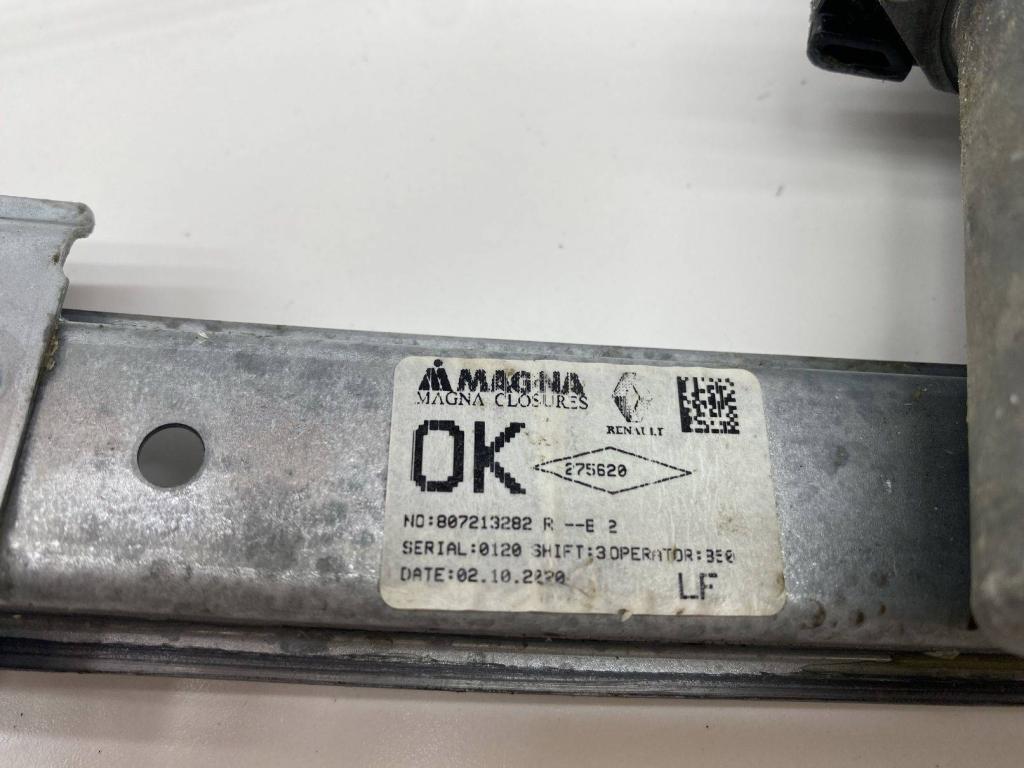 MAGNA
MAGNA CLOSURES
RENAULT
OK
275620
NO:807213282 R --E 2
SERIAL:0120 SHIFT:3 OPERATOR:350
DATE:02.10.2020
LF